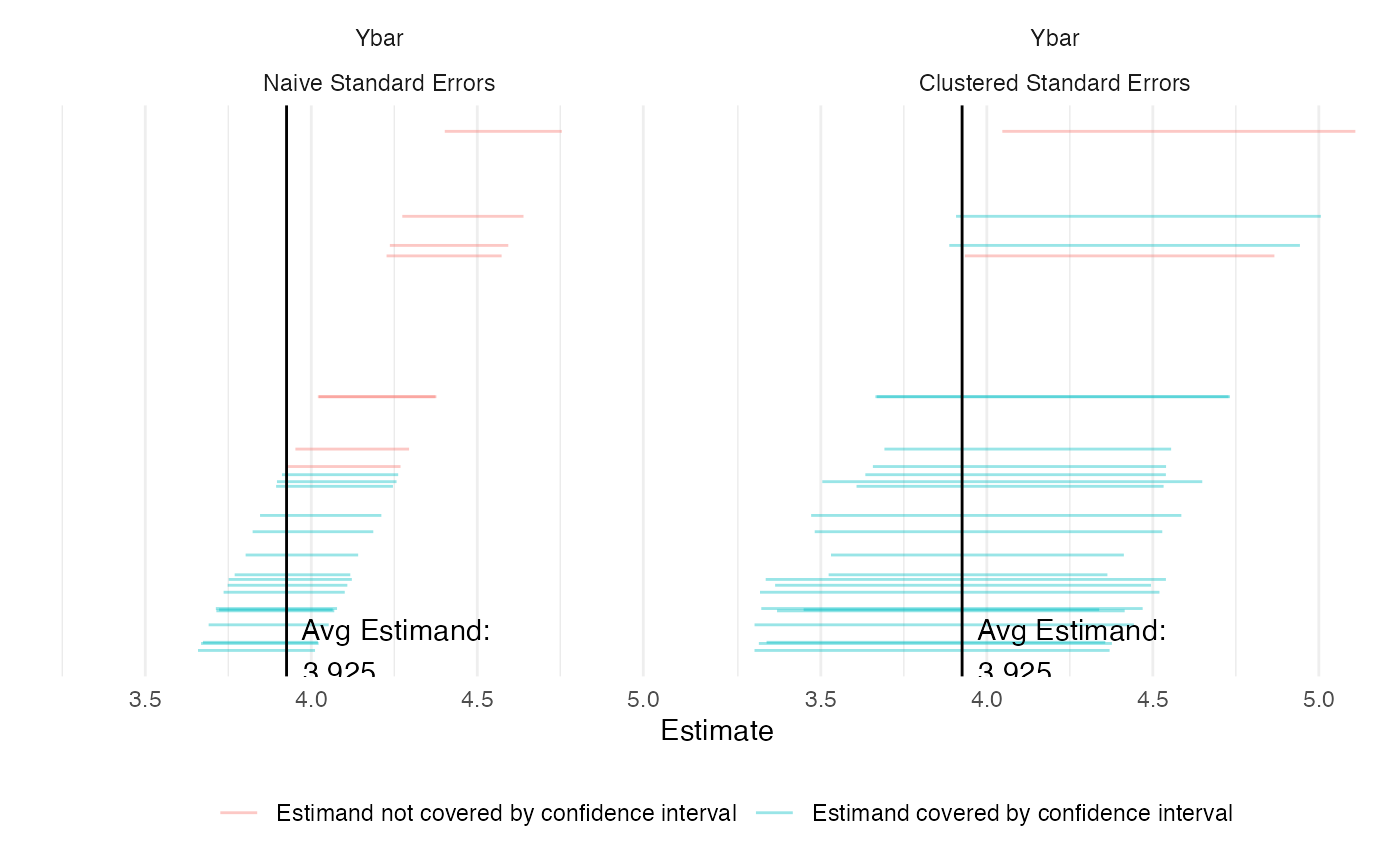 Ybar
Ybar
Naive Standard Errors
Clustered Standard Errors
Avg Estimand:
3.925
Avg Estimand:
3.925
3.5
4.0
4.5
5.0
3.5
4.0
4.5
5.0
Estimate
Estimand not covered by confidence interval
Estimand covered by confidence interval